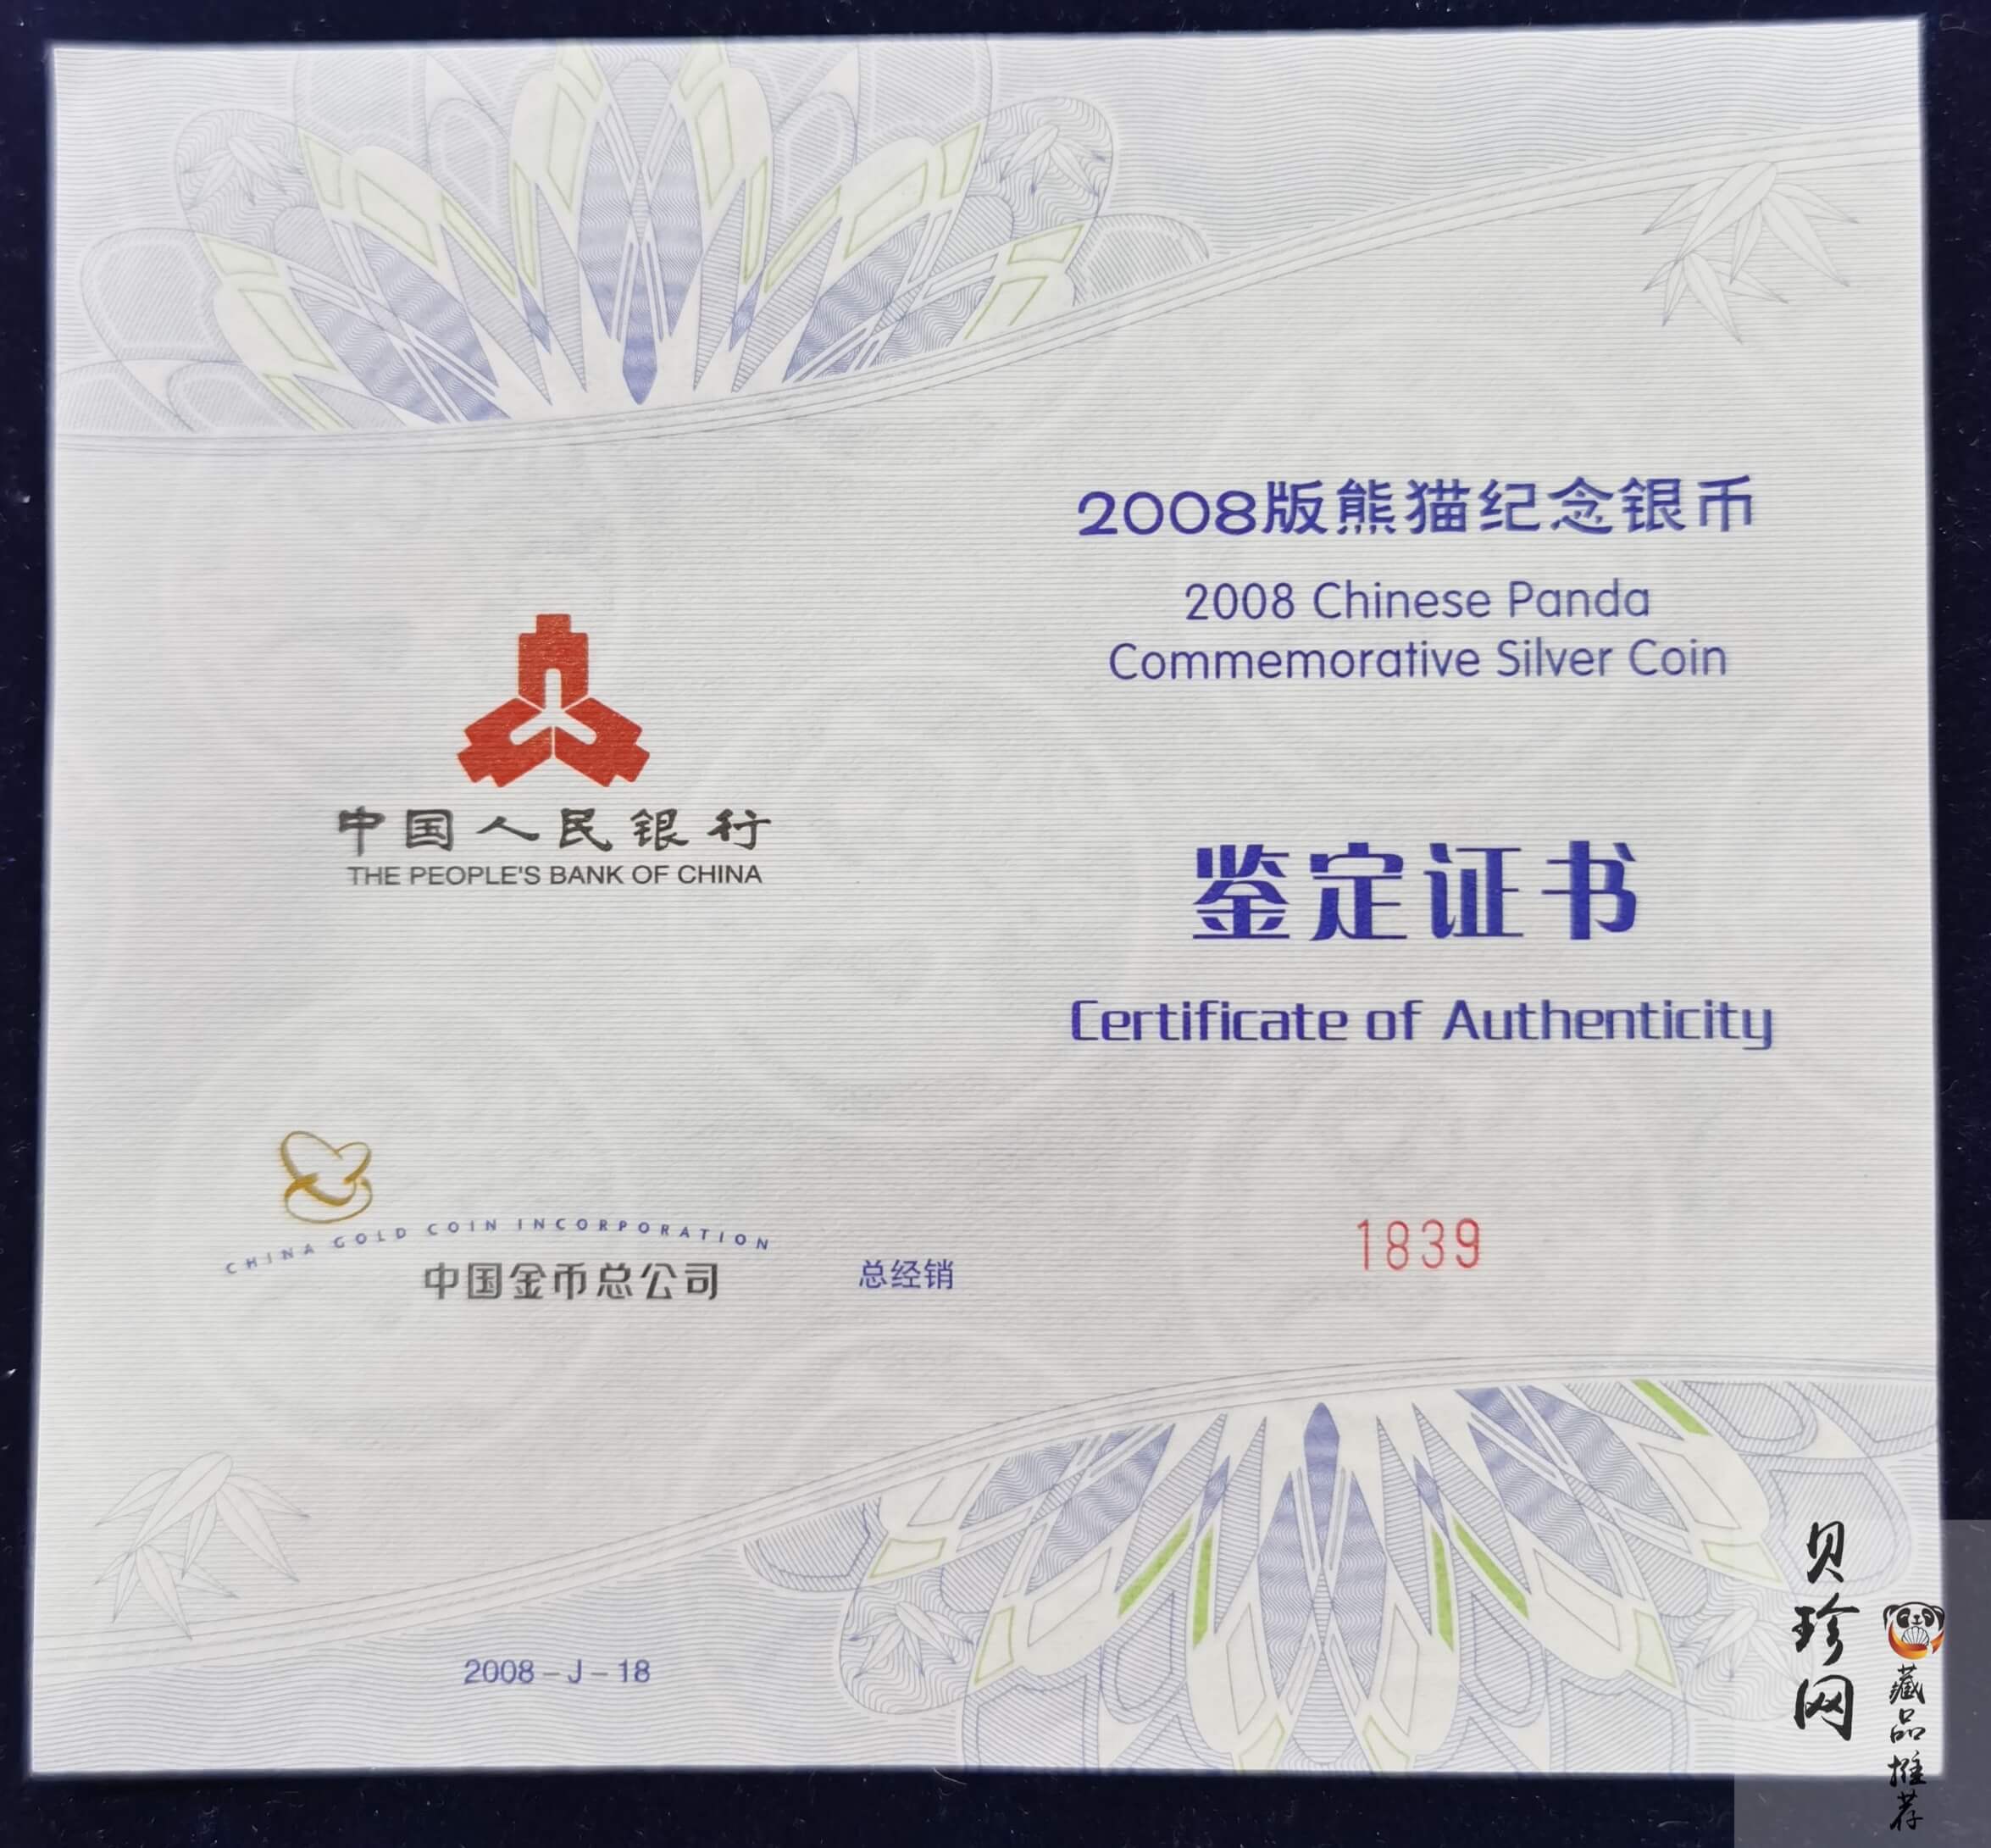 2008版熊猫纪念银币
2008 Chinese Panda
Commemorative Silver Coin
中国人民银行
THE PEOPLE'S BANK OF CHINA
鉴定证书
Certificate of Authenticity
CHINA GOLD COIN INCORPORATION
中国金币总公司
总经销
1839
2008-J-18
贝珍网
藏品推荐